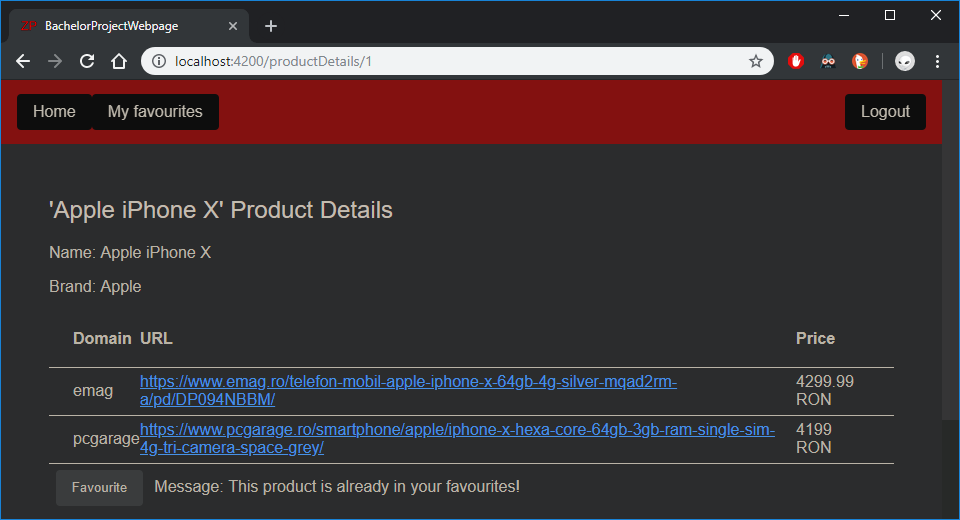 BachelorProjectWebpage
localhost:4200/productDetails/1
Home My favourites Logout
'Apple iPhone X' Product Details
Name: Apple iPhone X
Brand: Apple
Domain URL Price
emag https://www.emag.ro/telefon-mobil-apple-iphone-x-64gb-4g-silver-mqad2rm- 4299.99
a/pd/DP094NBBM/ RON
pcgarage https://www.pcgarage.ro/smartphone/apple/iphone-x-hexa-core-64gb-3gb-ram-single-sim- 4199
4g-tri-camera-space-grey/ RON
Favourite Message: This product is already in your favourites!